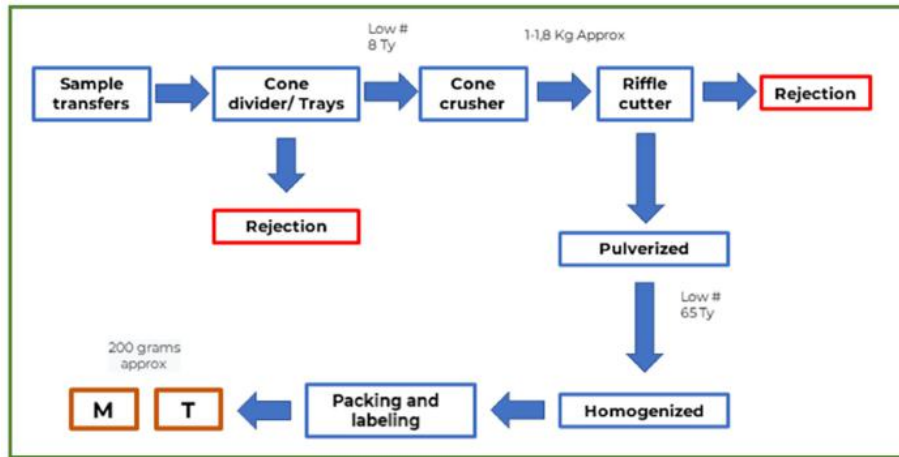 Low #
8 Ty
1-1,8 Kg Approx
Sample
transfers
Cone
divider/ Trays
Cone
crusher
Riffle
cutter
Rejection
Rejection
Pulverized
Low #
65 Ty
200 grams
approx
M
T
Packing and
labeling
Homogenized